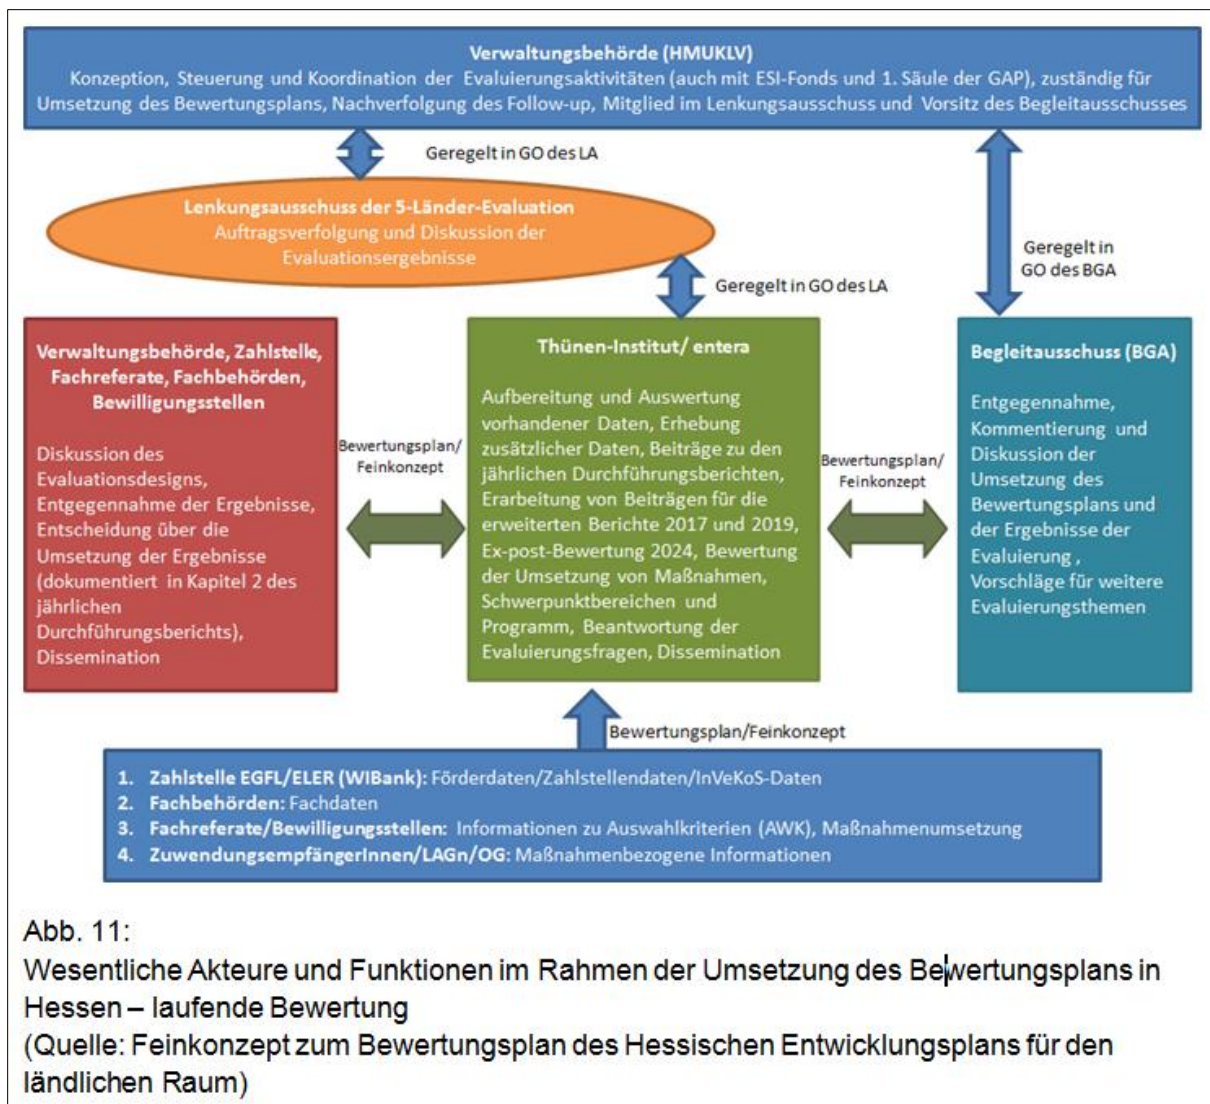 Verwaltungsbehörde (HMUKLV)
Konzeption, Steuerung und Koordination der Evaluierungsaktivitäten (auch mit ESI-Fonds und 1. Säule der GAP), zuständig für
Umsetzung des Bewertungsplans, Nachverfolgung des Follow-up, Mitglied im Lenkungsausschuss und Vorsitz des Begleitausschusses
Geregelt in GO des LA
Lenkungsausschuss der 5-Länder-Evaluation
Auftragsverfolgung und Diskussion der
Evaluationsergebnisse
Geregelt in
GO des BGA
Geregelt in GO des LA
Verwaltungsbehörde, Zahlstelle,
Fachreferate, Fachbehörden,
Bewilligungsstellen
Diskussion des
Evaluationsdesigns,
Entgegennahme der Ergebnisse,
Entscheidung über die
Umsetzung der Ergebnisse
(dokumentiert in Kapitel 2 des
jährlichen
Durchführungsberichts),
Dissemination
Bewertungsplan/
Feinkonzept
Thünen-Institut/ entera
Aufbereitung und Auswertung
vorhandener Daten, Erhebung
zusätzlicher Daten, Beiträge zu den
jährlichen Durchführungsberichten,
Erarbeitung von Beiträgen für die
erweiterten Berichte 2017 und 2019,
Ex-post-Bewertung 2024, Bewertung
der Umsetzung von Maßnahmen,
Schwerpunktbereichen und
Programm, Beantwortung der
Evaluierungsfragen, Dissemination
Bewertungsplan/
Feinkonzept
Begleitausschuss (BGA)
Entgegennahme,
Kommentierung und
Diskussion der
Umsetzung des
Bewertungsplans und
der Ergebnisse der
Evaluierung ,
Vorschläge für weitere
Evaluierungsthemen
Bewertungsplan/Feinkonzept
1. Zahlstelle EGFL/ELER (WIBank): Förderdaten/Zahlstellendaten/InVeKoS-Daten
2. Fachbehörden: Fachdaten
3. Fachreferate/Bewilligungsstellen: Informationen zu Auswahlkriterien (AWK), Maßnahmenumsetzung
4. ZuwendungsempfängerInnen/LAGn/OG: Maßnahmenbezogene Informationen
Abb. 11:
Wesentliche Akteure und Funktionen im Rahmen der Umsetzung des Bewertungsplans in
Hessen – laufende Bewertung
(Quelle: Feinkonzept zum Bewertungsplan des Hessischen Entwicklungsplans für den
ländlichen Raum)